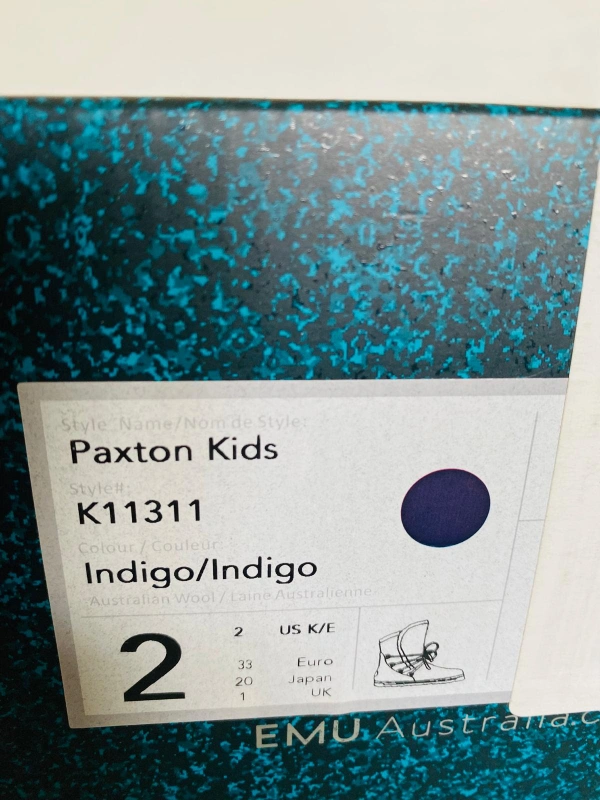 Style Name/Nom de Style:
Paxton Kids
Style#:
K11311
Colour / Couleur:
Indigo/Indigo
Australian Wool / Laine Australienne
2
2 US K/E
33 Euro
20 Japan
1 UK
EMU Australia